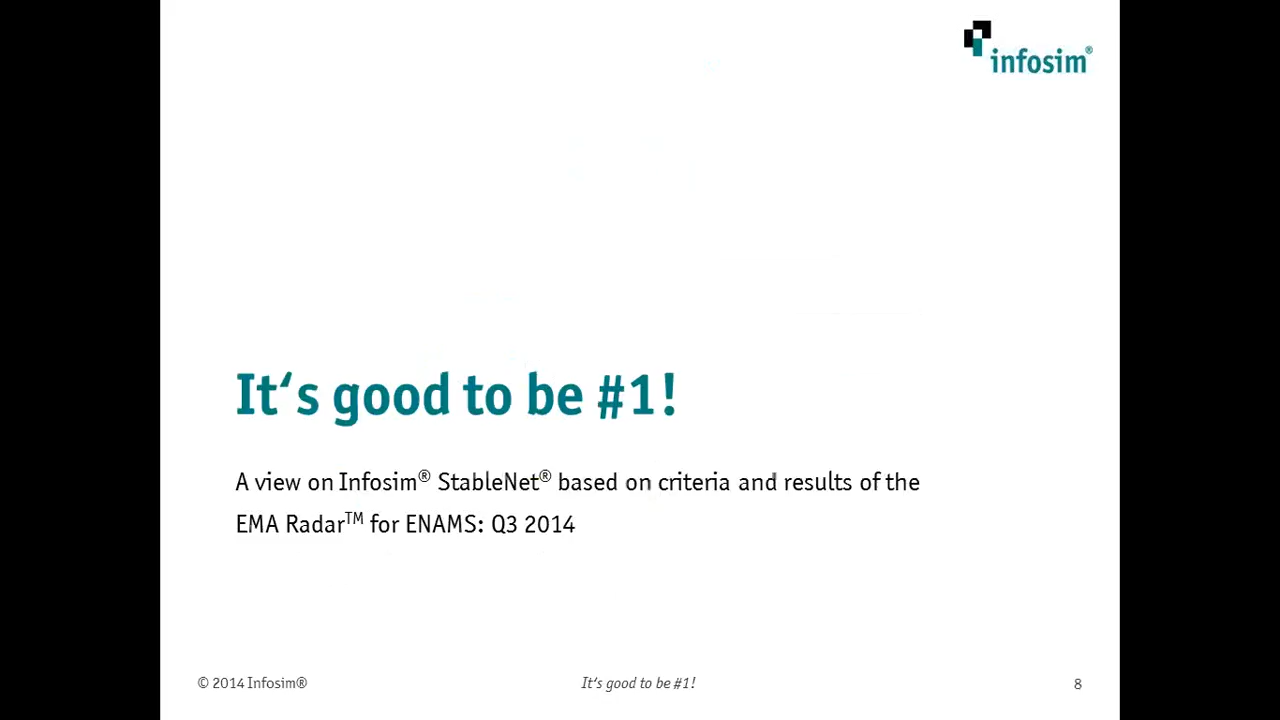 infosim®
It‘s good to be #1!
A view on Infosim® StableNet® based on criteria and results of the
EMA Radar™ for ENAMS: Q3 2014
© 2014 Infosim®
It‘s good to be #1!
8